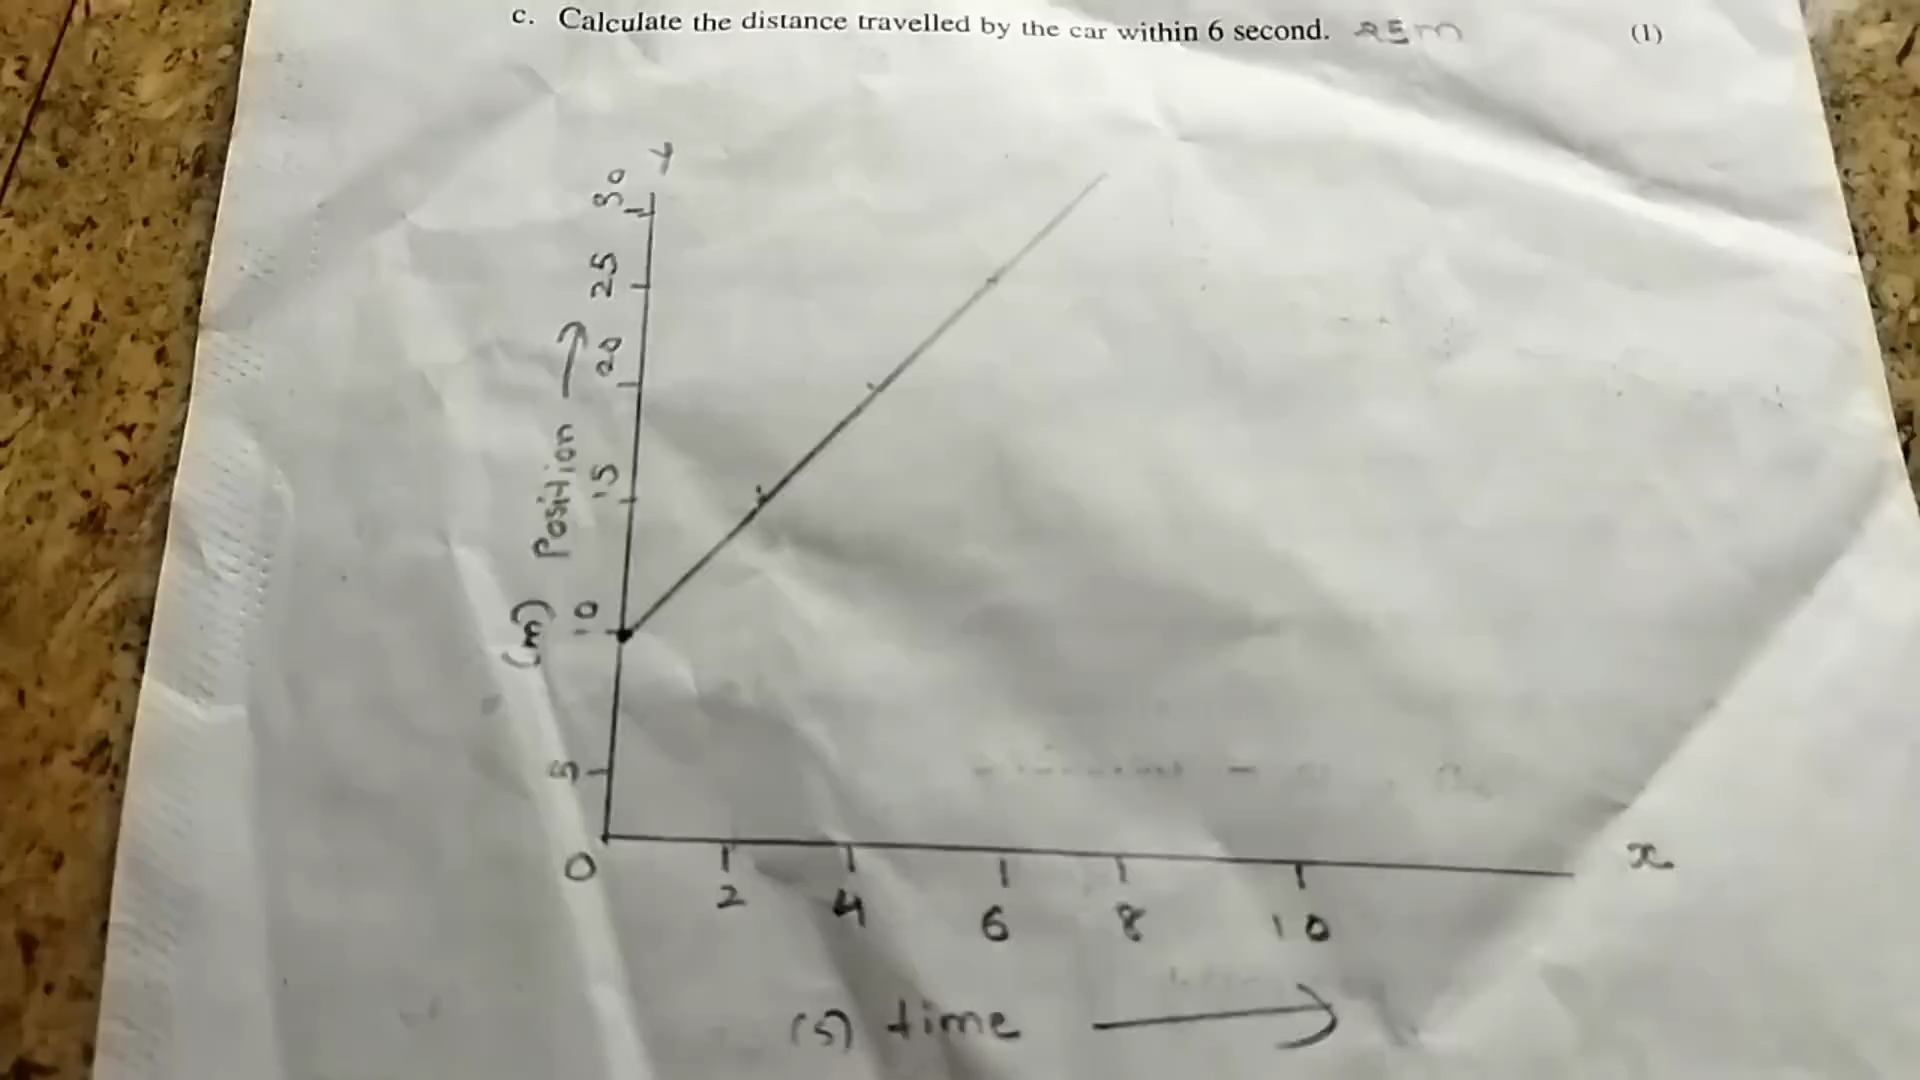 c. Calculate the distance travelled by the car within 6 second. 25m (1)
Y
30
25
20
15
10
5
(m) Position
0
2 4 6 8 10
x
(s) time